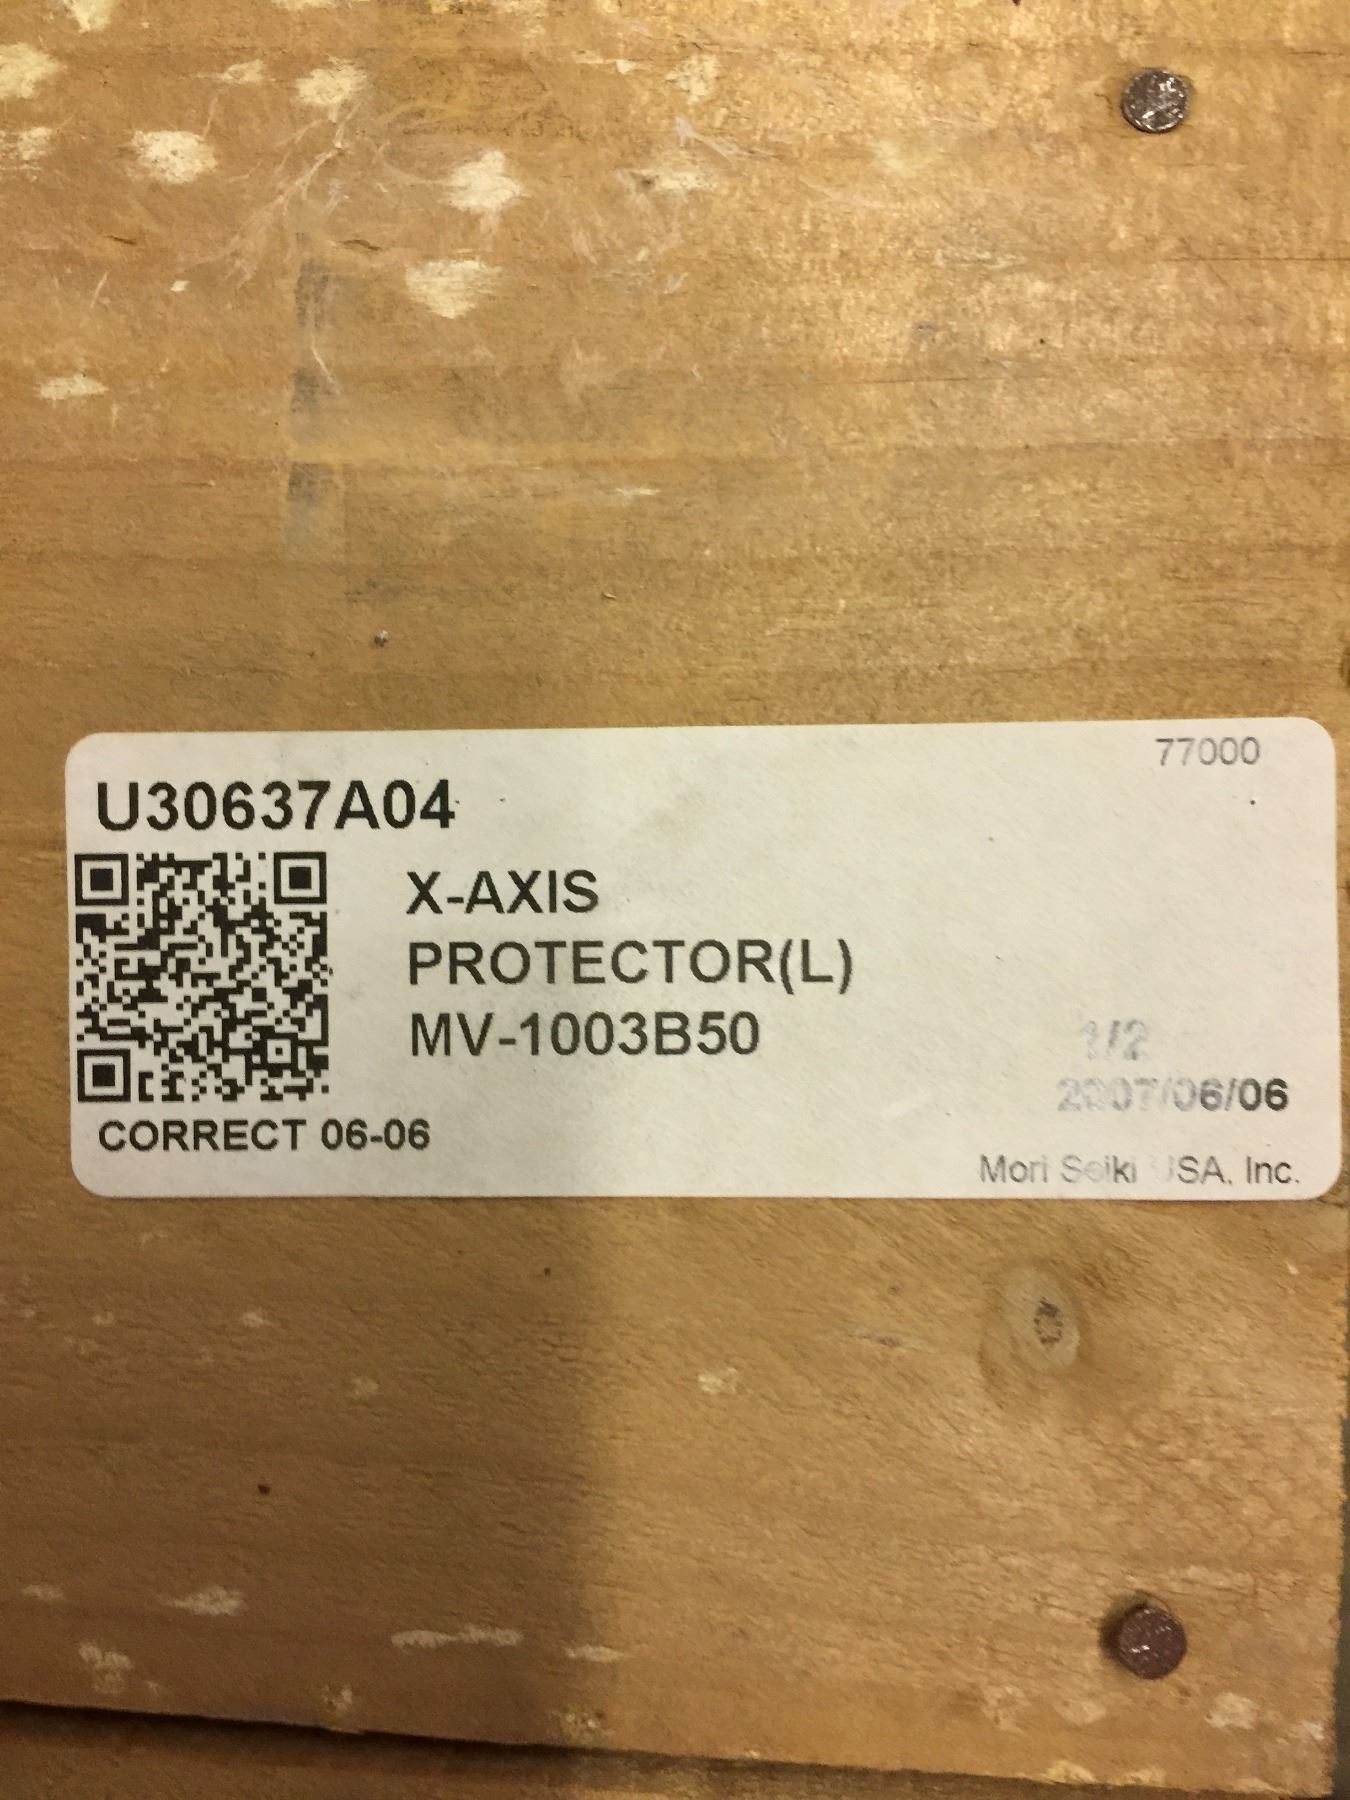 77000
U30637A04
X-AXIS
PROTECTOR(L)
MV-1003B50
1/2
2007/06/06
CORRECT 06-06
Mori Seiki USA, Inc.